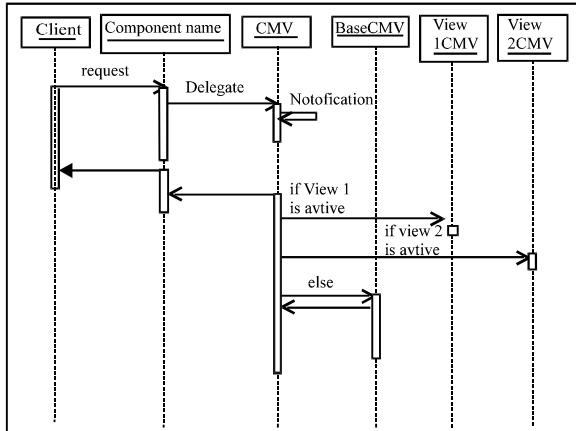 Client
Component name
CMV
BaseCMV
View
1CMV
View
2CMV
request
Delegate
Notofication
if View 1
is avtive
if view 2
is avtive
else